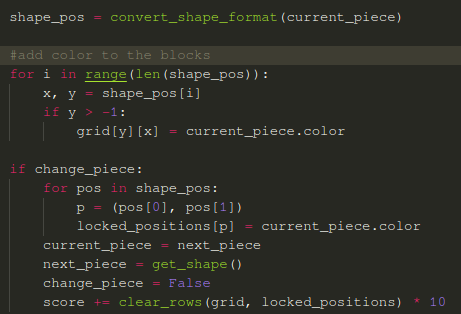 shape_pos = convert_shape_format(current_piece)
#add color to the blocks
for i in range(len(shape_pos)):
x, y = shape_pos[i]
if y > -1:
grid[y][x] = current_piece.color
if change_piece:
for pos in shape_pos:
p = (pos[0], pos[1])
locked_positions[p] = current_piece.color
current_piece = next_piece
next_piece = get_shape()
change_piece = False
score += clear_rows(grid, locked_positions) * 10